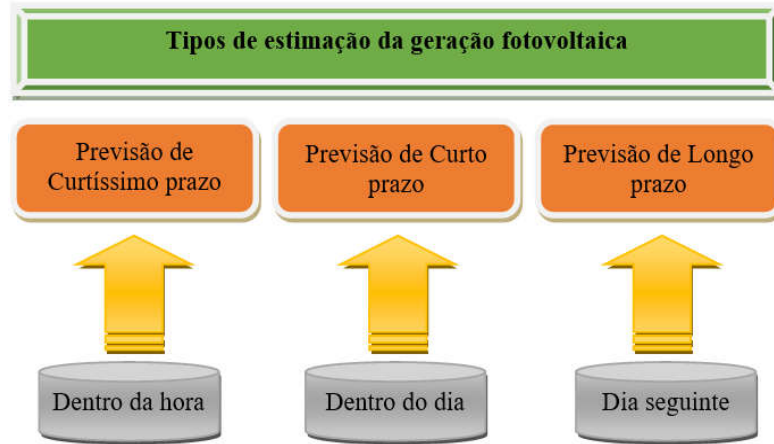 Tipos de estimação da geração fotovoltaica
Previsão de
Curtíssimo prazo
Previsão de Curto
prazo
Previsão de Longo
prazo
Dentro da hora
Dentro do dia
Dia seguinte